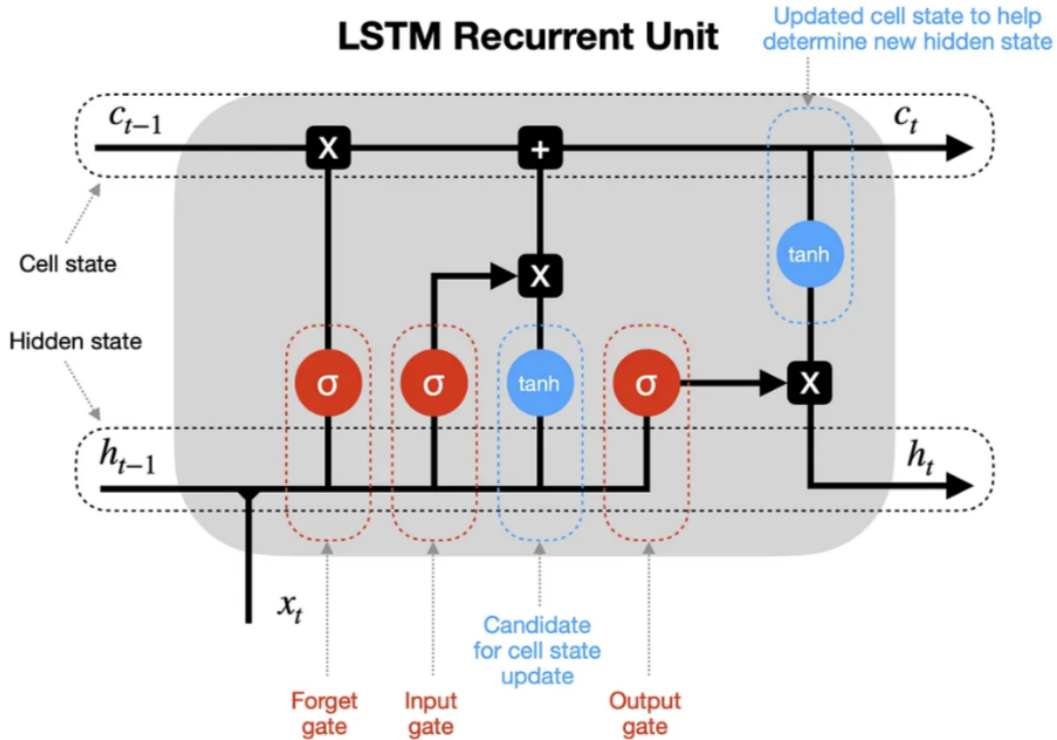 LSTM Recurrent Unit
Updated cell state to help
determine new hidden state
c_{t-1}
c_t
X
+
Cell state
tanh
X
Hidden state
σ
σ
tanh
σ
X
h_{t-1}
h_t
x_t
Candidate
for cell state
update
Forget
gate
Input
gate
Output
gate